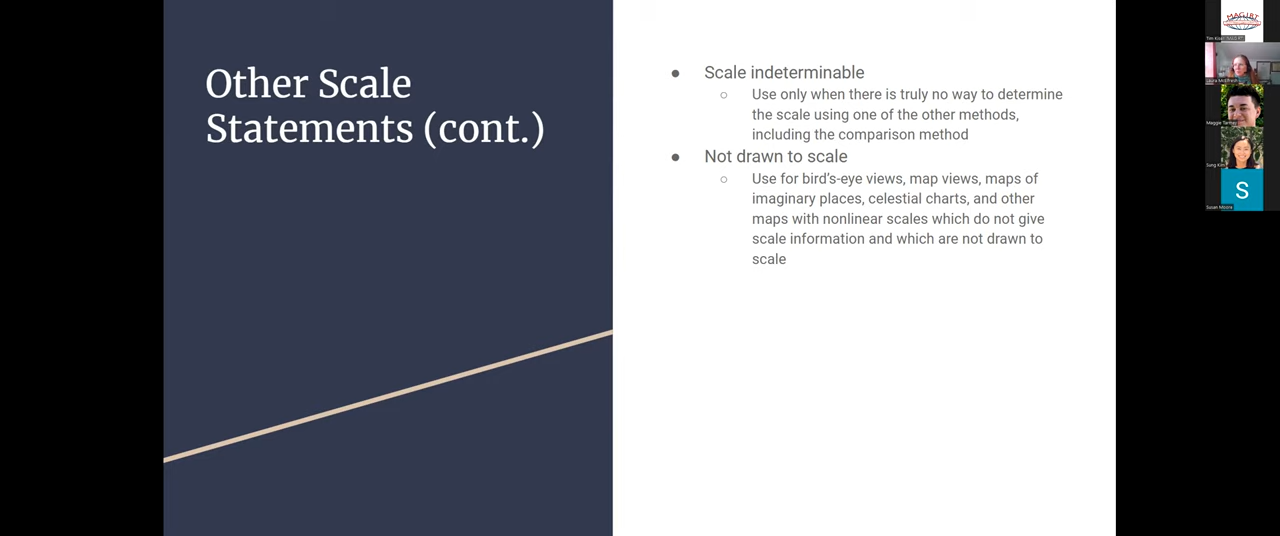 Other Scale
Statements (cont.)
● Scale indeterminable
○ Use only when there is truly no way to determine
the scale using one of the other methods,
including the comparison method
● Not drawn to scale
○ Use for bird's-eye views, map views, maps of
imaginary places, celestial charts, and other
maps with nonlinear scales which do not give
scale information and which are not drawn to
scale
MAGIRT
S
Susan Moore